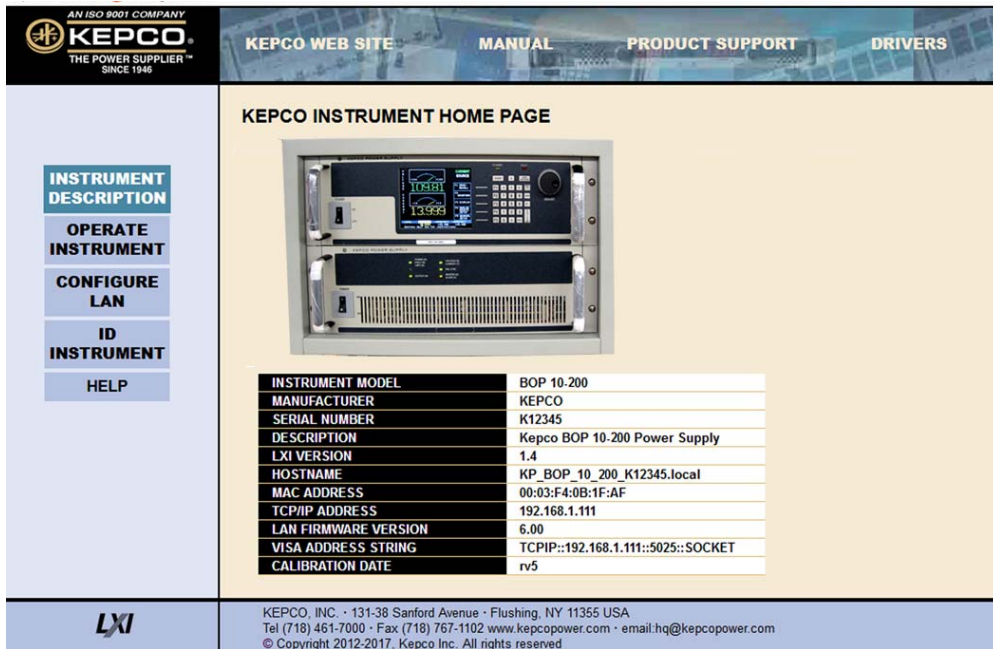 AN ISO 9001 COMPANY
KEPCO®
THE POWER SUPPLIER™
SINCE 1946
KEPCO WEB SITE MANUAL PRODUCT SUPPORT DRIVERS
KEPCO INSTRUMENT HOME PAGE
INSTRUMENT
DESCRIPTION
OPERATE
INSTRUMENT
CONFIGURE
LAN
ID
INSTRUMENT
HELP
109.81
13.999
INSTRUMENT MODEL BOP 10-200
MANUFACTURER KEPCO
SERIAL NUMBER K12345
DESCRIPTION Kepco BOP 10-200 Power Supply
LXI VERSION 1.4
HOSTNAME KP_BOP_10_200_K12345.local
MAC ADDRESS 00:03:F4:0B:1F:AF
TCP/IP ADDRESS 192.168.1.111
LAN FIRMWARE VERSION 6.00
VISA ADDRESS STRING TCPIP::192.168.1.111::5025::SOCKET
CALIBRATION DATE rv5
LXI
KEPCO, INC. · 131-38 Sanford Avenue · Flushing, NY 11355 USA
Tel (718) 461-7000 · Fax (718) 767-1102 www.kepcopower.com · email:hq@kepcopower.com
© Copyright 2012-2017, Kepco Inc. All rights reserved